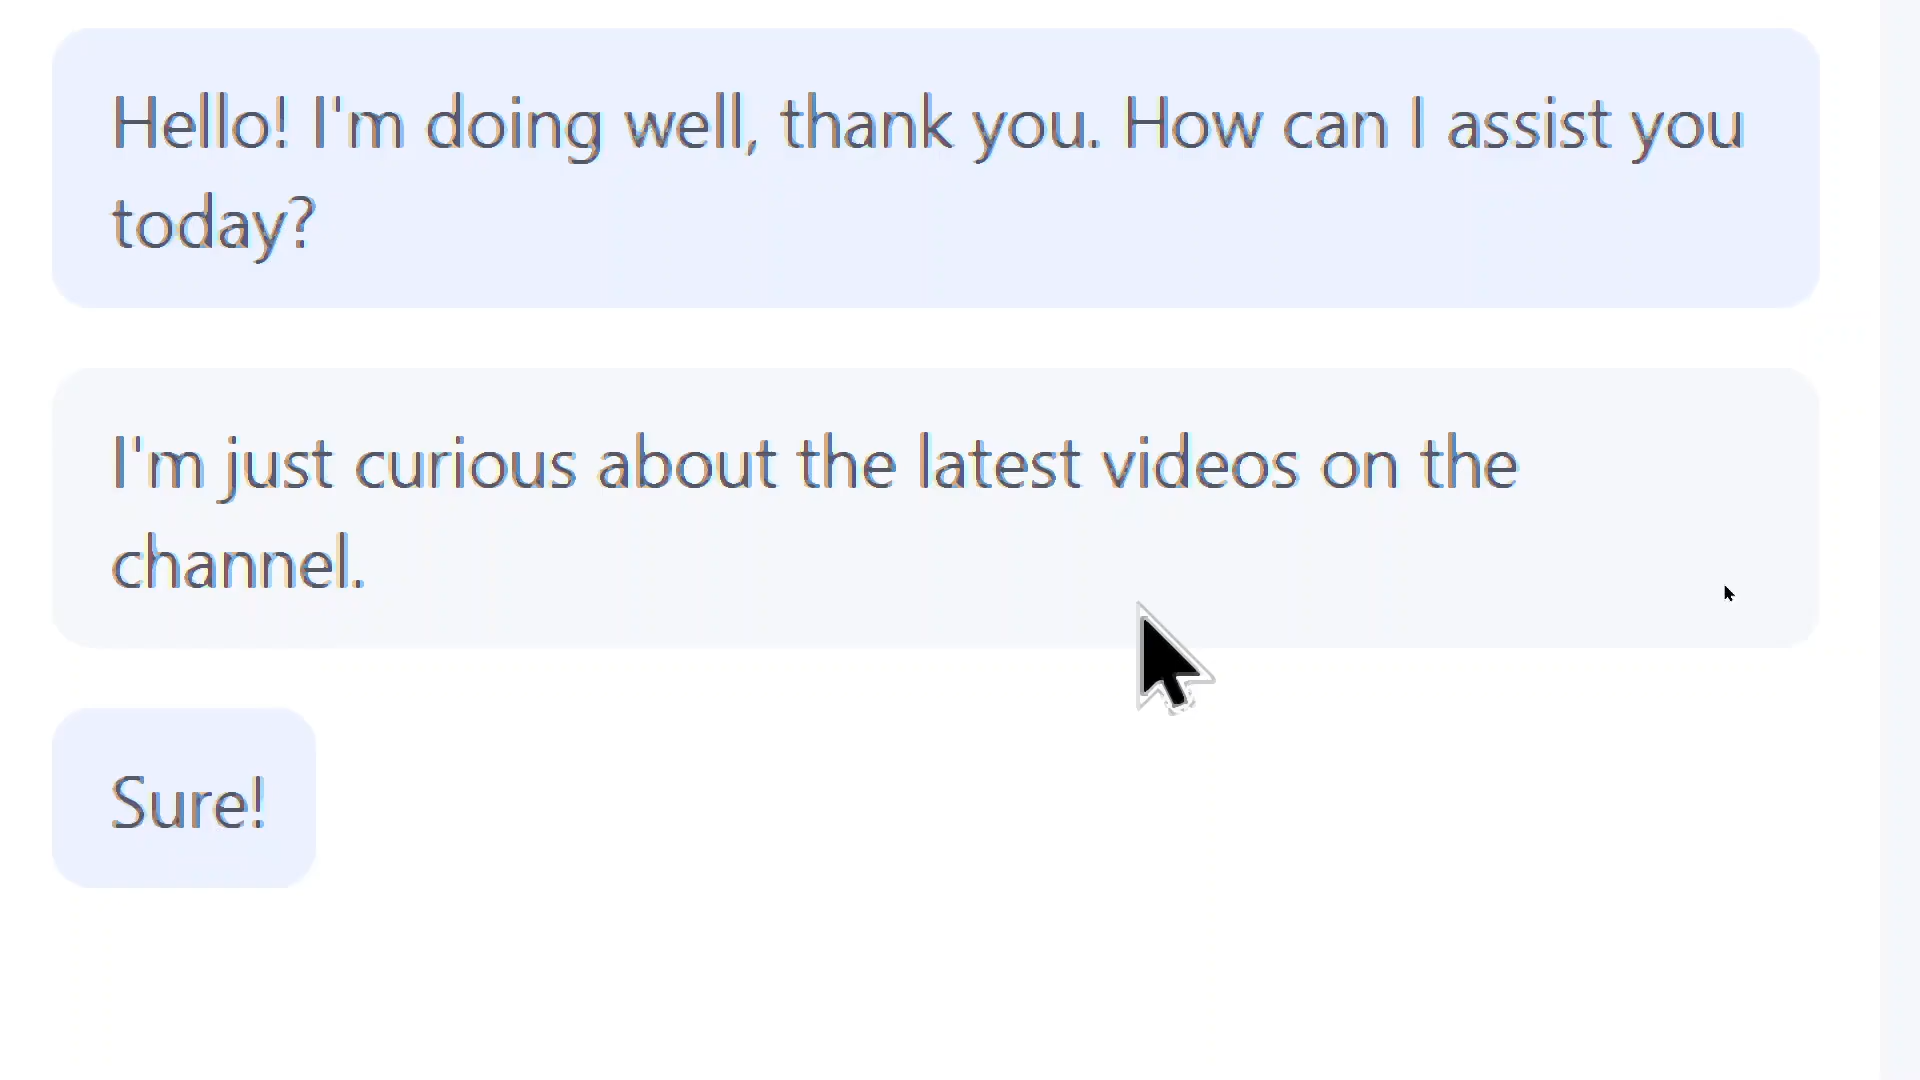 Hello! I'm doing well, thank you. How can I assist you
today?
I'm just curious about the latest videos on the
channel.
Sure!